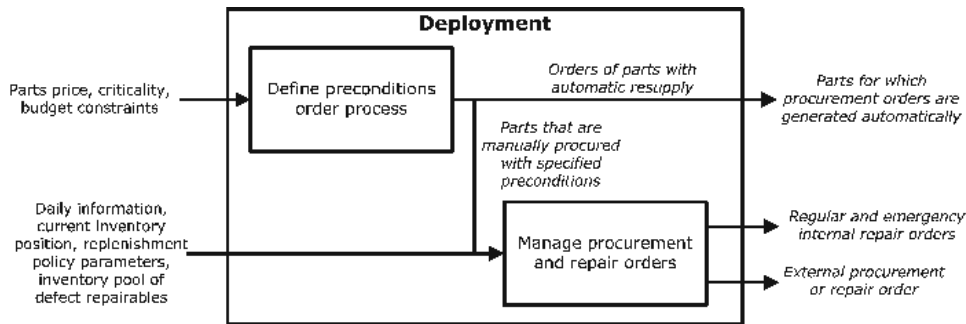 Deployment
Parts price, criticality,
budget constraints
Define preconditions
order process
Orders of parts with
automatic resupply
Parts for which
procurement orders are
generated automatically
Parts that are
manually procured
with specified
preconditions
Daily information,
current inventory
position, replenishment
policy parameters,
inventory pool of
defect repairables
Manage procurement
and repair orders
Regular and emergency
internal repair orders
External procurement
or repair order